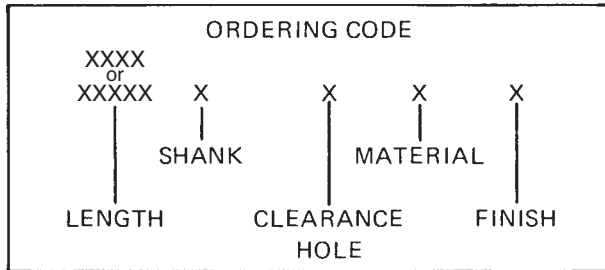 ORDERING CODE
XXXX
or
XXXXX X X X X
SHANK MATERIAL
LENGTH CLEARANCE FINISH
HOLE